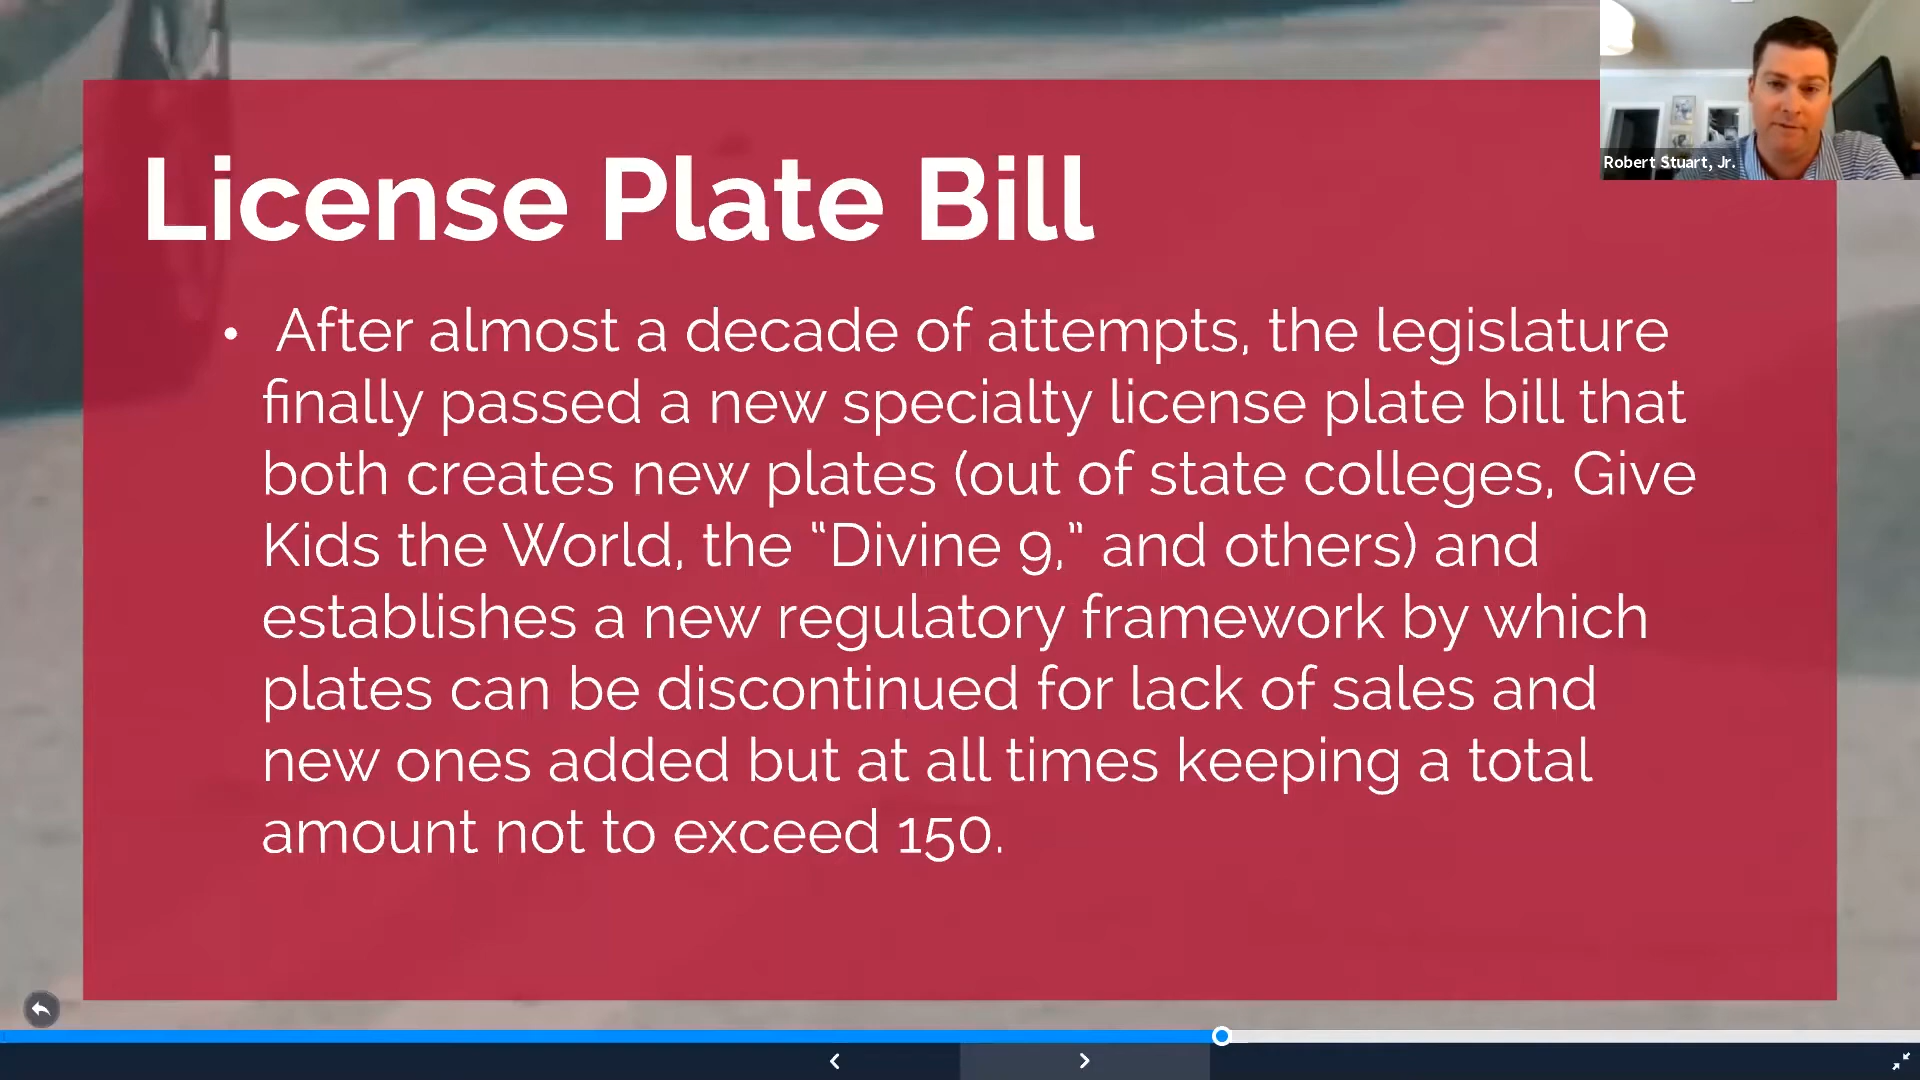 License Plate Bill
Robert Stuart, Jr.
• After almost a decade of attempts, the legislature
finally passed a new specialty license plate bill that
both creates new plates (out of state colleges, Give
Kids the World, the “Divine 9,” and others) and
establishes a new regulatory framework by which
plates can be discontinued for lack of sales and
new ones added but at all times keeping a total
amount not to exceed 150.